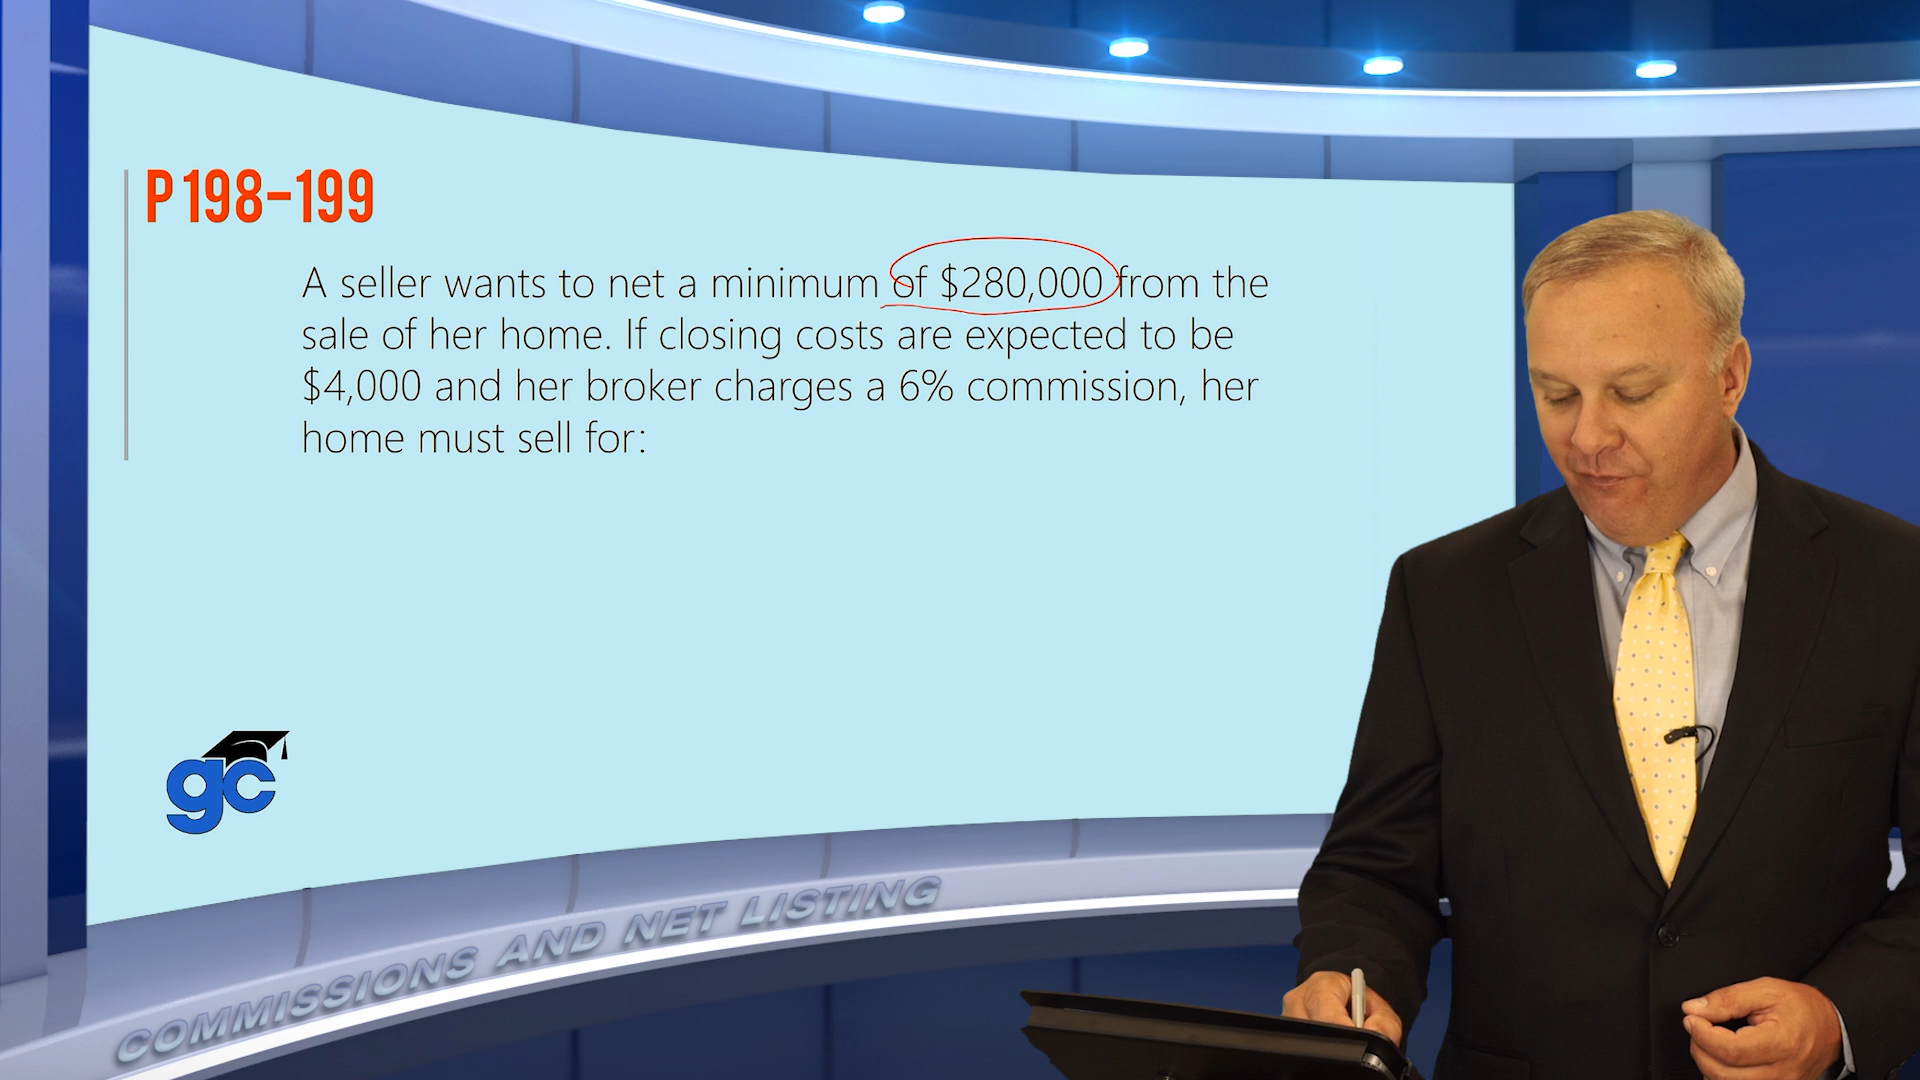 P 198-199
A seller wants to net a minimum of $280,000 from the
sale of her home. If closing costs are expected to be
$4,000 and her broker charges a 6% commission, her
home must sell for:
gc
COMMISSIONS AND NET LISTING